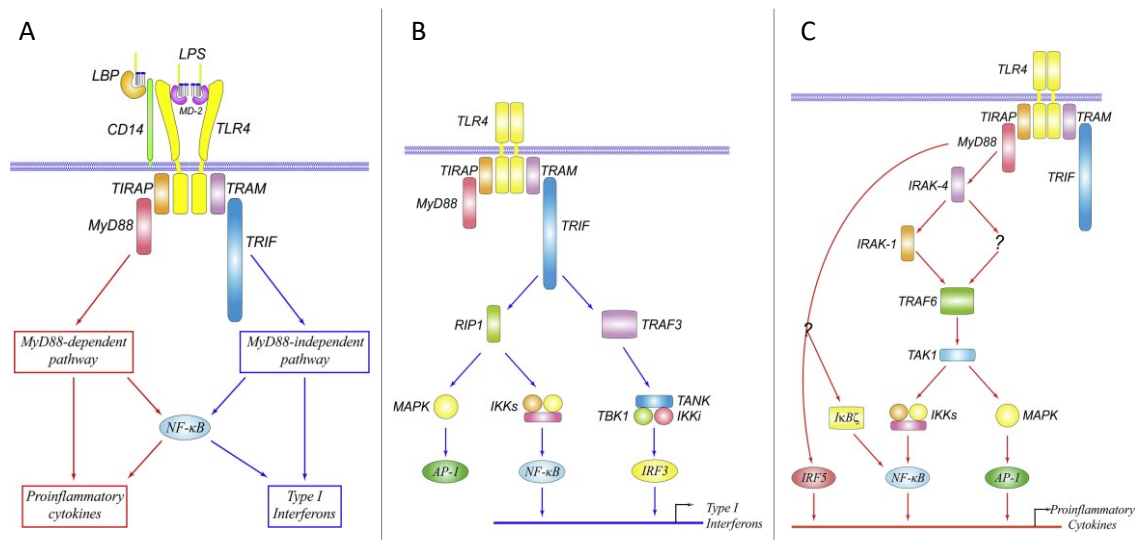 A
LPS
LBP
MD-2
CD14
TLR4
TIRAP
TRAM
MyD88
TRIF
MyD88-dependent
pathway
MyD88-independent
pathway
NF-κB
Proinflammatory
cytokines
Type I
Interferons
B
TLR4
TIRAP
TRAM
MyD88
TRIF
RIP1
TRAF3
MAPK
IKKs
TANK
TBK1
IKKi
AP-1
NF-κB
IRF3
Type I
Interferons
C
TLR4
TIRAP
TRAM
MyD88
IRAK-4
TRIF
IRAK-1
?
TRAF6
?
TAK1
IκBζ
IKKs
MAPK
IRF5
NF-κB
AP-1
Proinflammatory
Cytokines